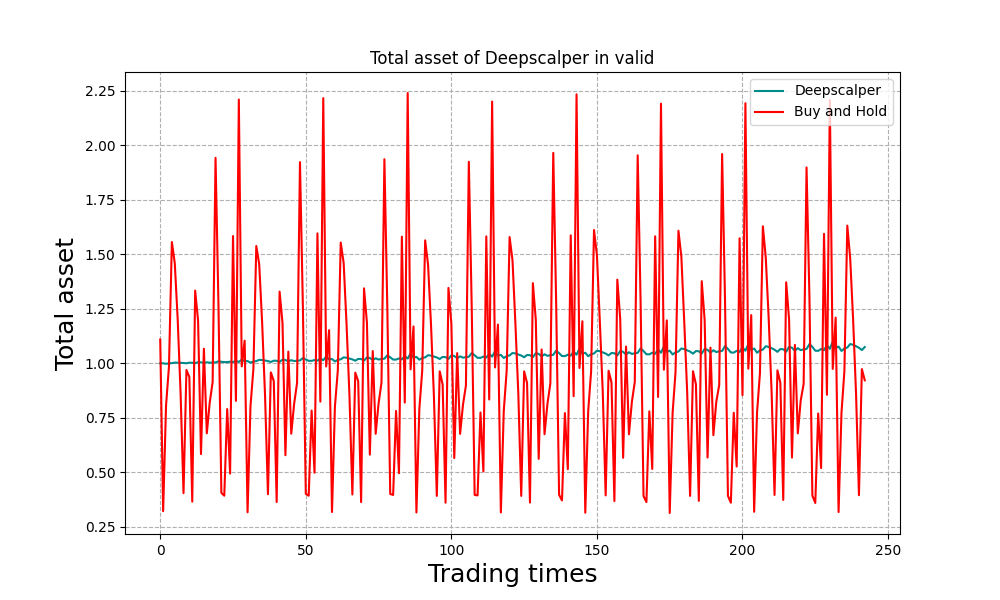 Total asset of Deepscalper in valid
Deepscalper
Buy and Hold
2.25
2.00
1.75
1.50
1.25
1.00
0.75
0.50
0.25
Total asset
0 50 100 150 200 250
Trading times